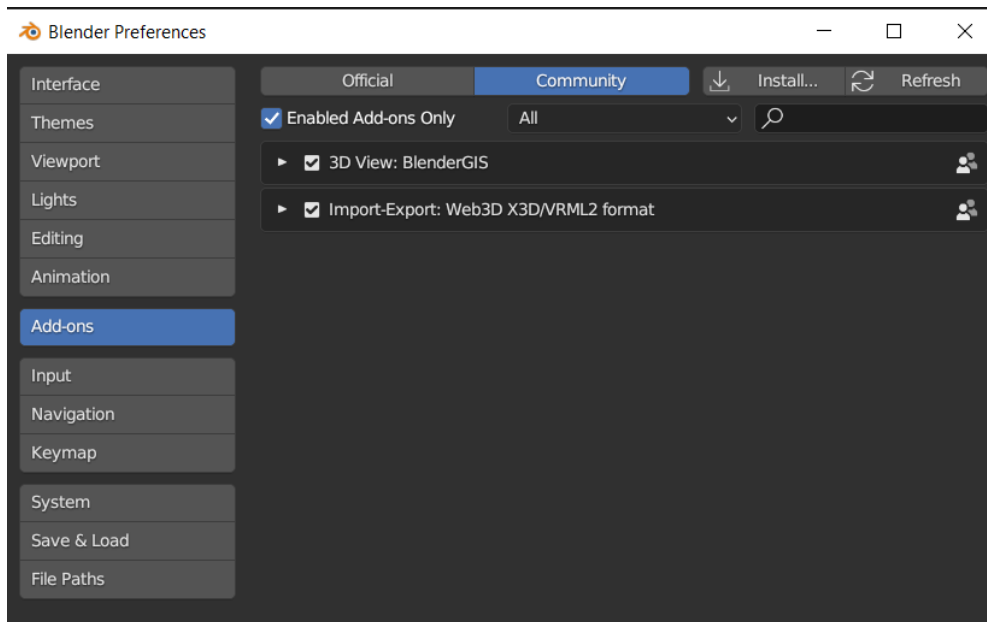 Blender Preferences
Interface
Themes
Viewport
Lights
Editing
Animation
Add-ons
Input
Navigation
Keymap
System
Save & Load
File Paths
Official Community Install... Refresh
Enabled Add-ons Only All
3D View: BlenderGIS
Import-Export: Web3D X3D/VRML2 format